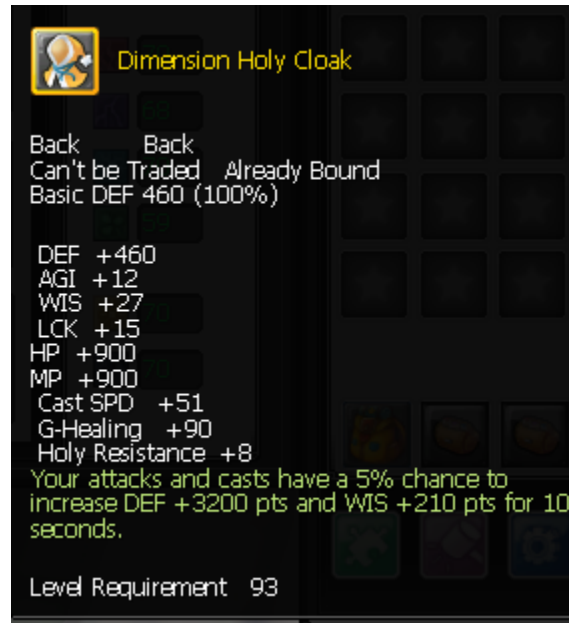 Dimension Holy Cloak
Back Back
Can't be Traded Already Bound
Basic DEF 460 (100%)
DEF +460
AGI +12
WIS +27
LCK +15
HP +900
MP +900
Cast SPD +51
G-Healing +90
Holy Resistance +8
Your attacks and casts have a 5% chance to
increase DEF +3200 pts and WIS +210 pts for 10
seconds.
Level Requirement 93